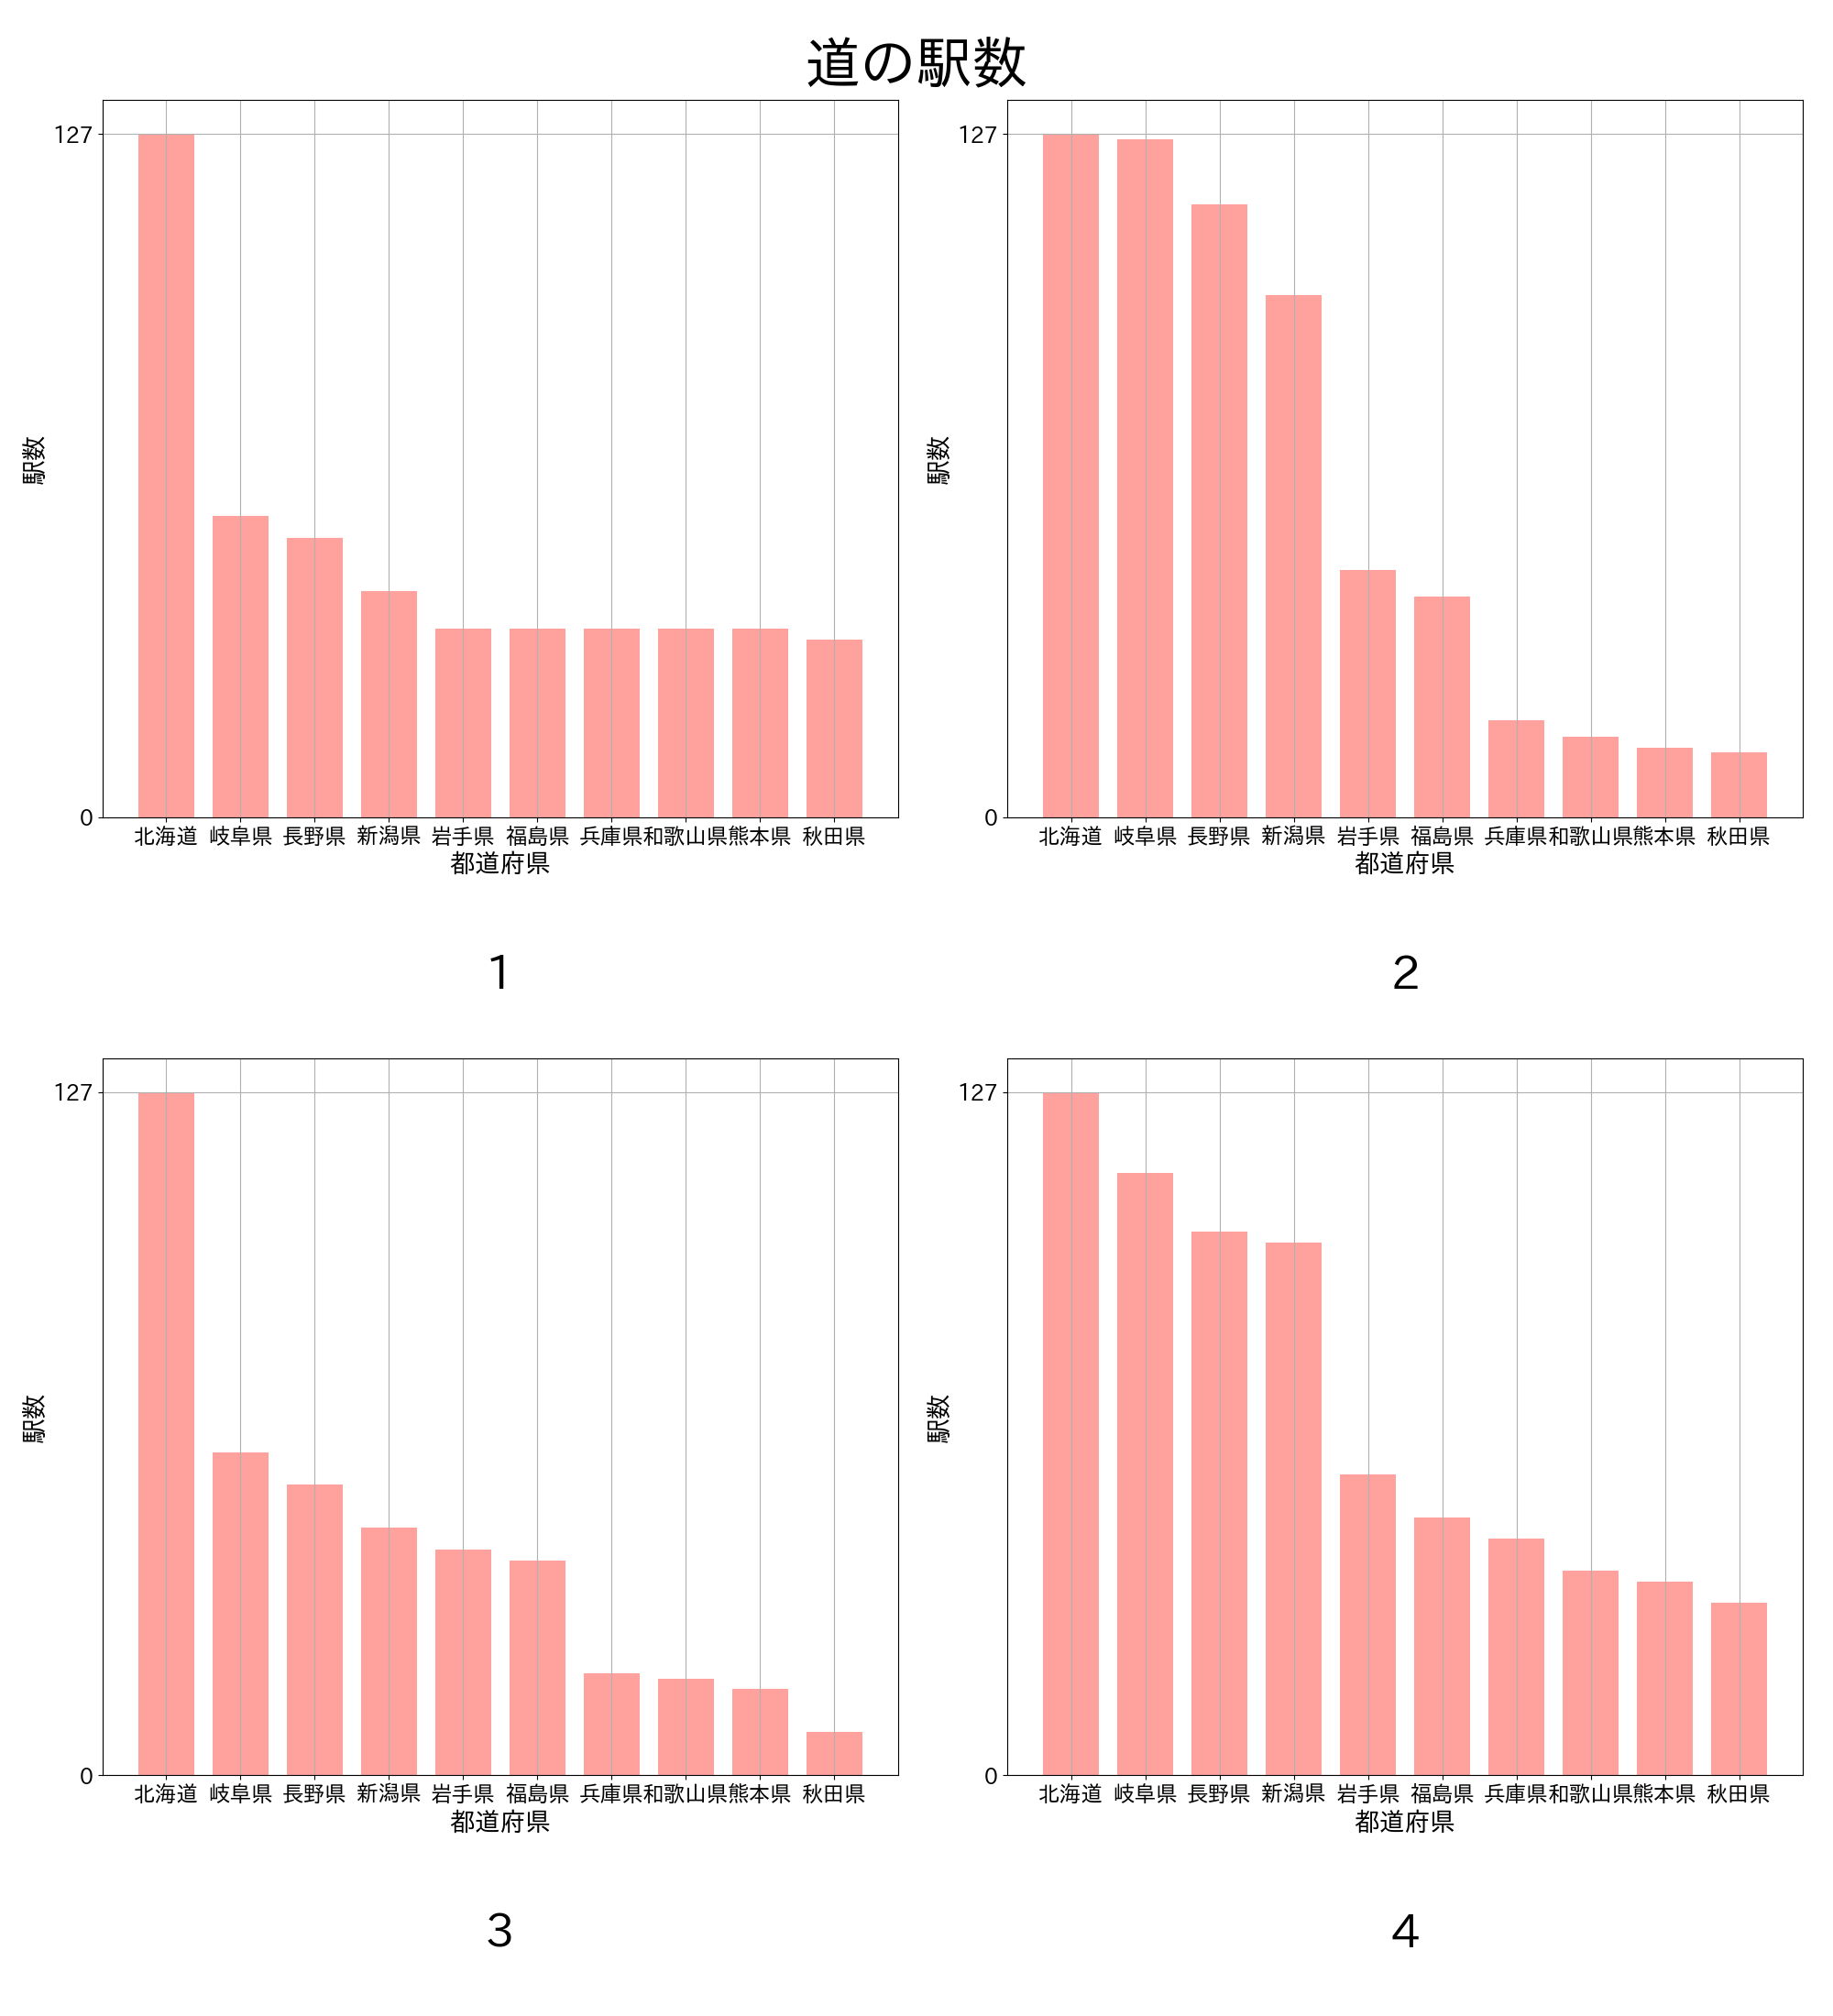 道の駅数
127
駅数
0
北海道 岐阜県 長野県 新潟県 岩手県 福島県 兵庫県 和歌山県 熊本県 秋田県
都道府県
1
127
駅数
0
北海道 岐阜県 長野県 新潟県 岩手県 福島県 兵庫県 和歌山県 熊本県 秋田県
都道府県
2
127
駅数
0
北海道 岐阜県 長野県 新潟県 岩手県 福島県 兵庫県 和歌山県 熊本県 秋田県
都道府県
3
127
駅数
0
北海道 岐阜県 長野県 新潟県 岩手県 福島県 兵庫県 和歌山県 熊本県 秋田県
都道府県
4